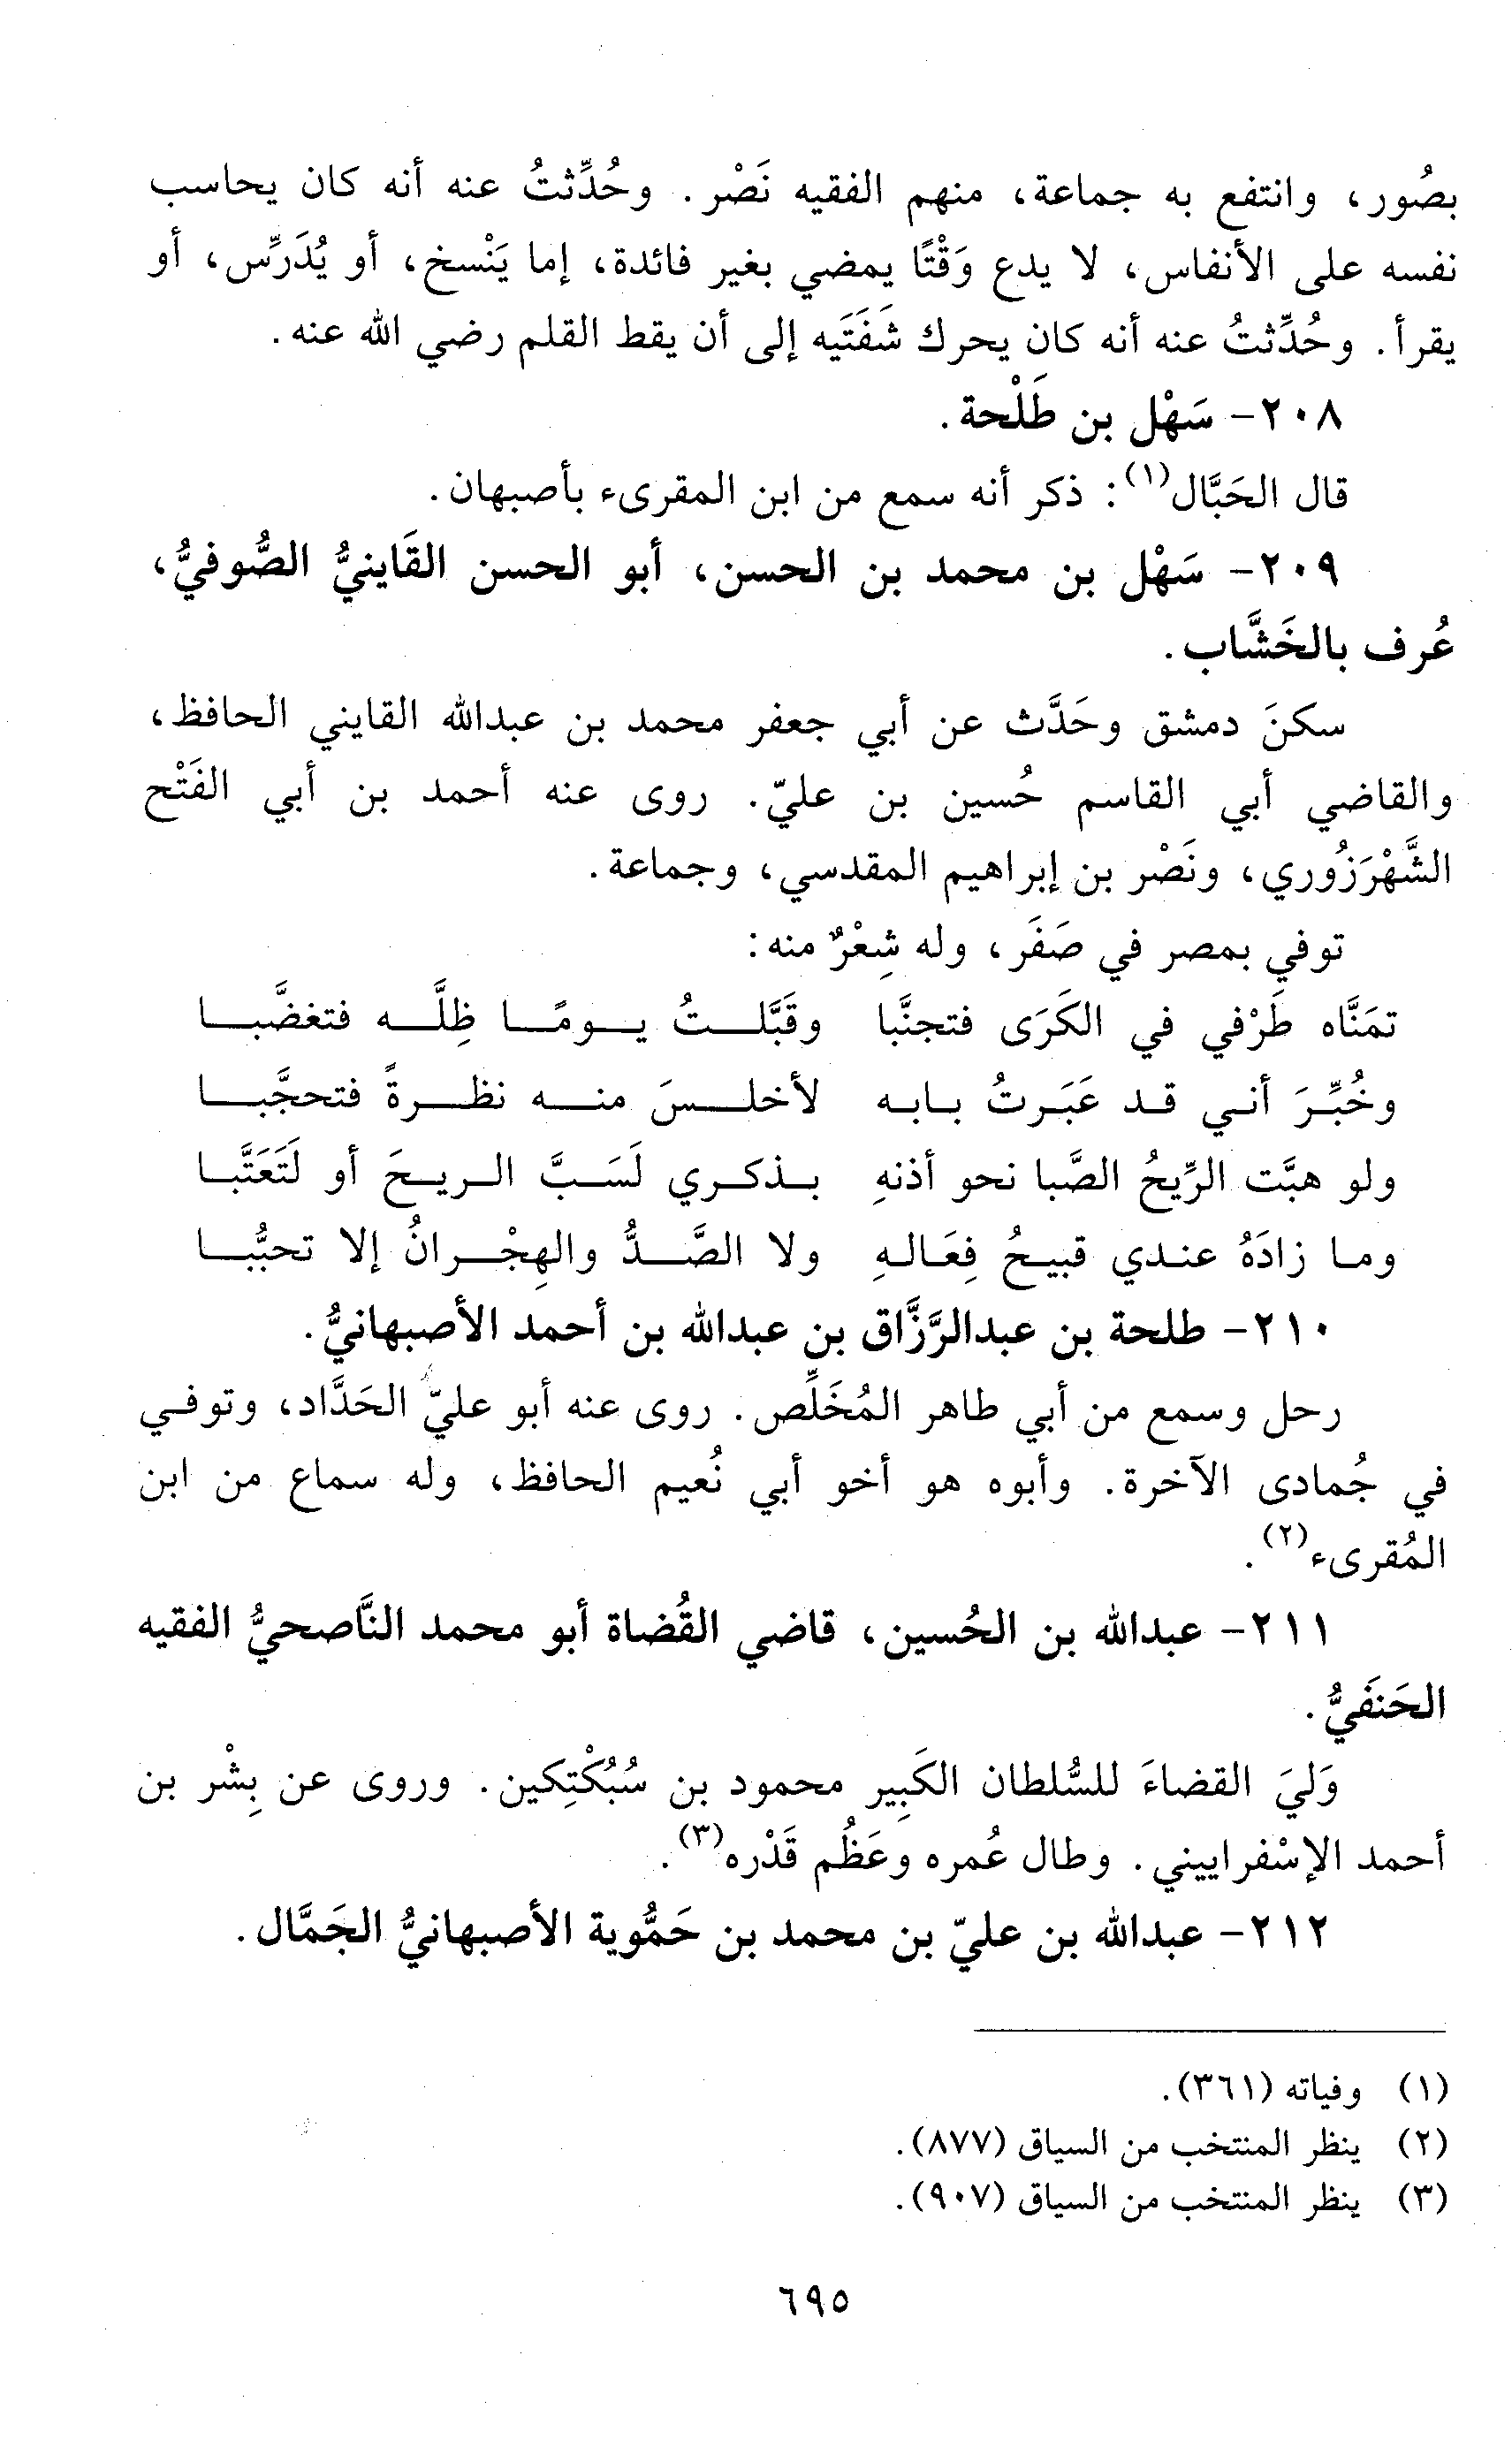 بصُور، وانتفع به جماعة، منهم الفقيه نَصْر. وحُدِّثتُ عنه أنه كان يحاسب
نفسه على الأنفاس، لا يدع وَقْتًا يمضي بغير فائدة، إما يَنْسخ، أو يُدَرِّس، أو
يقرأ. وحُدِّثتُ عنه أنه كان يحرك شَفَتَيه إلى أن يقط القلم رضي الله عنه.
٢٠٨- سَهْل بن طَلْحة.
قال الحَبَّال(١): ذكر أنه سمع من ابن المقرىء بأصبهان.
٢٠٩- سَهْل بن محمد بن الحسن، أبو الحسن القَاينيُّ الصُّوفيُّ،
عُرف بالخَشَّاب.
سكنَ دمشق وحَدَّث عن أبي جعفر محمد بن عبدالله القايني الحافظ،
والقاضي أبي القاسم حُسين بن عليّ. روى عنه أحمد بن أبي الفَتْح
الشَّهْرَزُوري، ونَصْر بن إبراهيم المقدسي، وجماعة.
توفي بمصر في صَفَر، وله شِعْرٌ منه:
تمَنَّاه طَرْفي في الكَرَى فتجنَّبا وقَبَّلتُ يومًا ظِلَّه فتغضَّبا
وخُبِّرَ أني قد عَبَرتُ بابه لأخلسَ منه نظرةً فتحجَّبا
ولو هبَّت الرِّيحُ الصَّبا نحو أذنهِ بذكري لَسَبَّ الريحَ أو لَتَعَتَّبا
وما زادَهُ عندي قبيحُ فِعَالهِ ولا الصَّدُّ والهِجْرانُ إلا تحبُّبا
٢١٠- طلحة بن عبدالرَّزَّاق بن عبدالله بن أحمد الأصبهانيُّ.
رحل وسمع من أبي طاهر المُخَلِّص. روى عنه أبو عليّ الحَدَّاد، وتوفي
في جُمادى الآخرة. وأبوه هو أخو أبي نُعيم الحافظ، وله سماع من ابن
المُقرىء(٢).
٢١١- عبدالله بن الحُسين، قاضي القُضاة أبو محمد النَّاصحيُّ الفقيه
الحَنفَيُّ.
وَليَ القضاءَ للسُّلطان الكَبِير محمود بن سُبُكْتِكين. وروى عن بِشْر بن
أحمد الإسْفراييني. وطال عُمره وعَظُم قَدْره(٣).
٢١٢- عبدالله بن عليّ بن محمد بن حَمُّوية الأصبهانيُّ الجَمَّال.
(١) وفياته (٣٦١).
(٢) ينظر المنتخب من السياق (٨٧٧).
(٣) ينظر المنتخب من السياق (٩٠٧).
٦٩٥